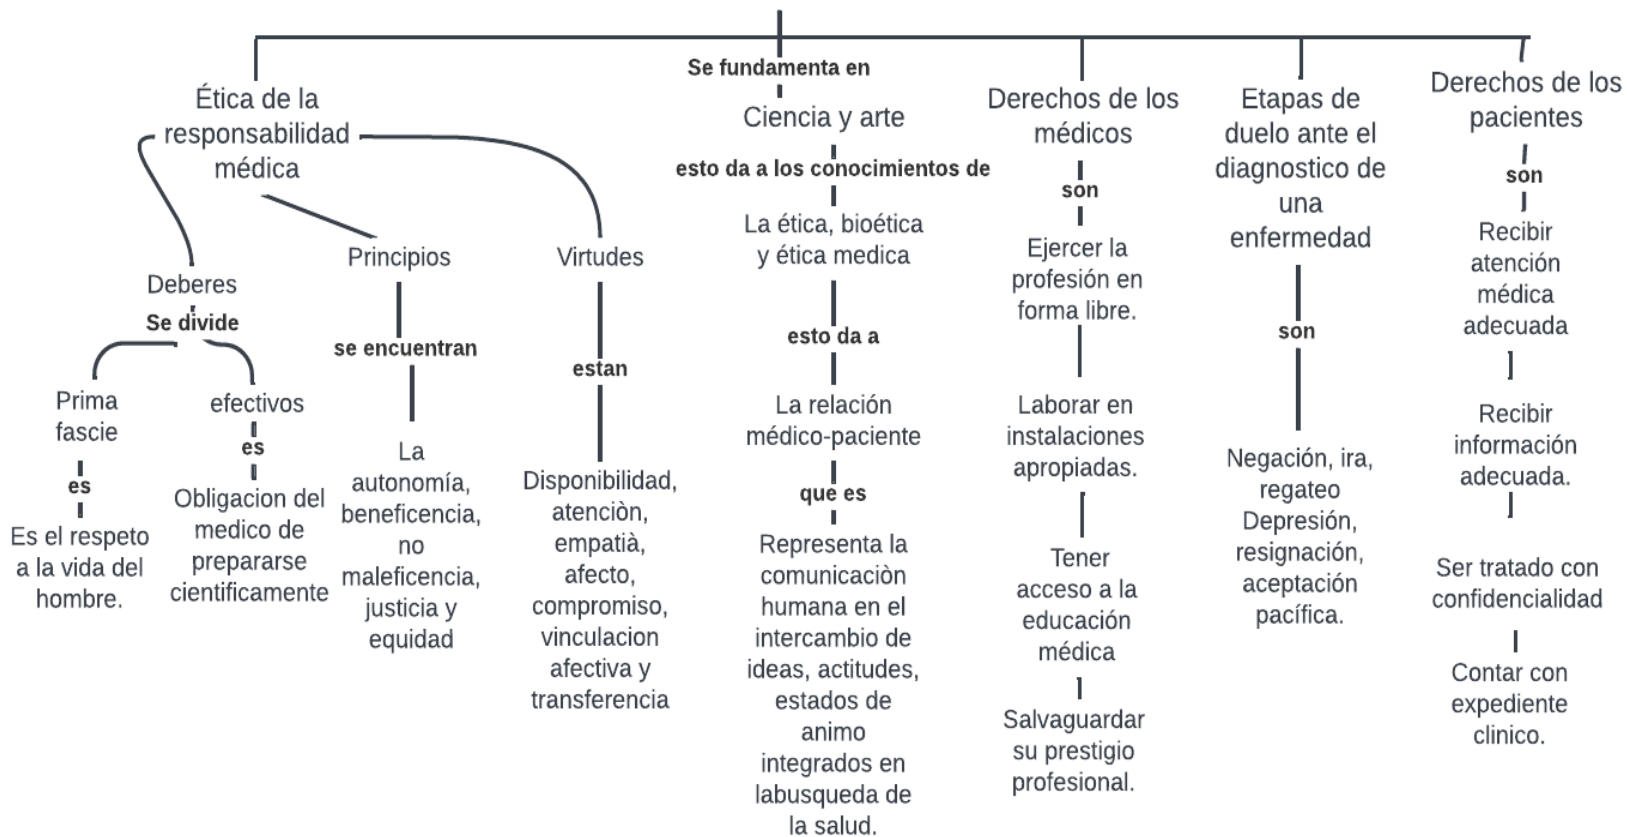 Se fundamenta en
Ética de la
responsabilidad
médica
Deberes
Se divide
Prima
fascie
es
Es el respeto
a la vida del
hombre.
efectivos
es
Obligacion del
medico de
prepararse
cientificamente
Principios
se encuentran
La
autonomía,
beneficencia,
no
maleficencia,
justicia y
equidad
Virtudes
estan
Disponibilidad,
atenciòn,
empatià,
afecto,
compromiso,
vinculacion
afectiva y
transferencia
Ciencia y arte
esto da a los conocimientos de
La ética, bioética
y ética medica
esto da a
La relación
médico-paciente
que es
Representa la
comunicaciòn
humana en el
intercambio de
ideas, actitudes,
estados de
animo
integrados en
labusqueda de
la salud.
Derechos de los
médicos
son
Ejercer la
profesión en
forma libre.
Laborar en
instalaciones
apropiadas.
Tener
acceso a la
educación
médica
Salvaguardar
su prestigio
profesional.
Etapas de
duelo ante el
diagnostico de
una
enfermedad
son
Negación, ira,
regateo
Depresión,
resignación,
aceptación
pacífica.
Derechos de los
pacientes
son
Recibir
atención
médica
adecuada
Recibir
información
adecuada.
Ser tratado con
confidencialidad
Contar con
expediente
clinico.